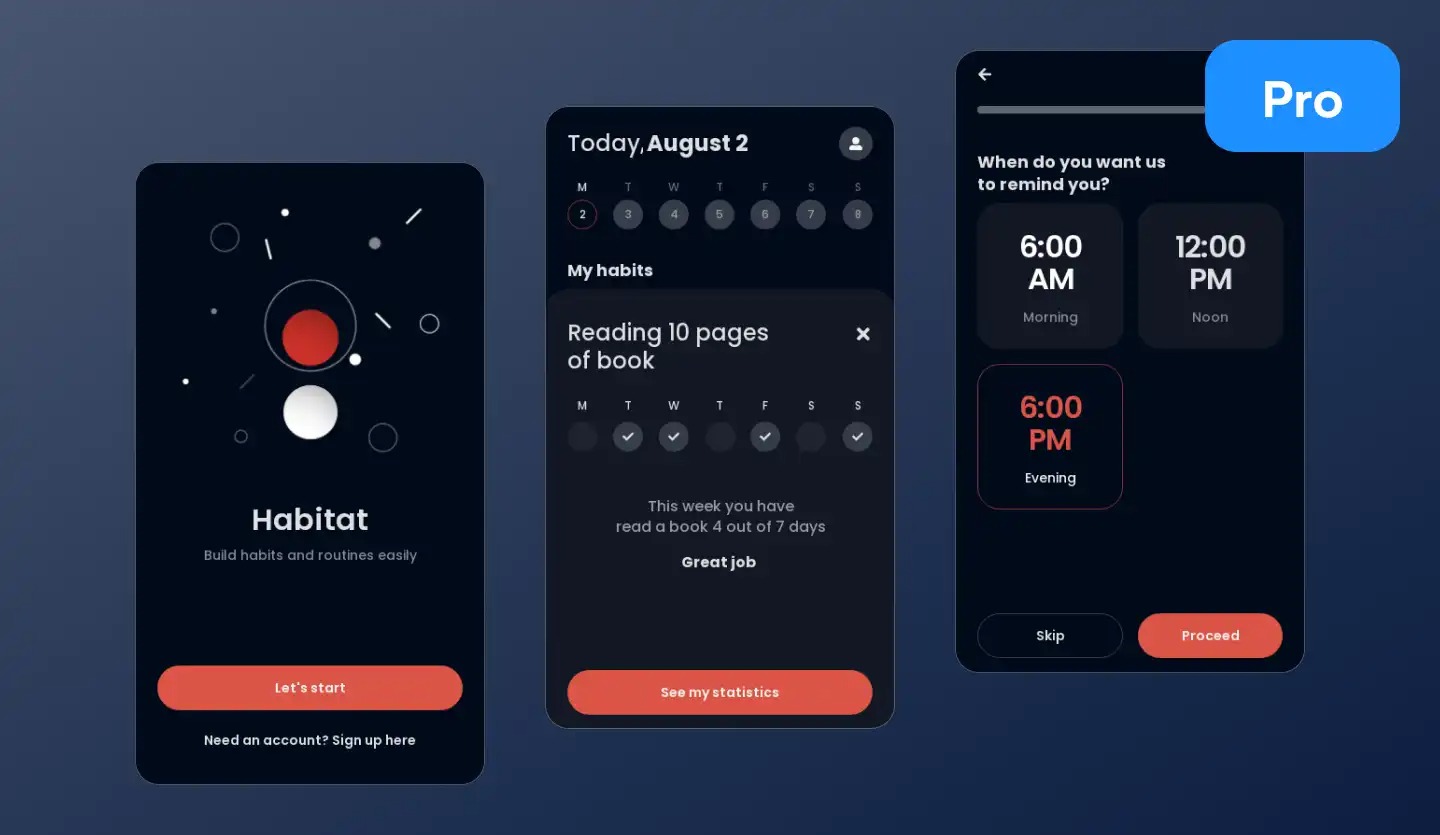 Habitat
Build habits and routines easily
Let's start
Need an account? Sign up here
Today, August 2
M T W T F S S
2 3 4 5 6 7 8
My habits
Reading 10 pages
of book
M T W T F S S
This week you have
read a book 4 out of 7 days
Great job
See my statistics
Pro
When do you want us
to remind you?
6:00
AM
Morning
12:00
PM
Noon
6:00
PM
Evening
Skip
Proceed